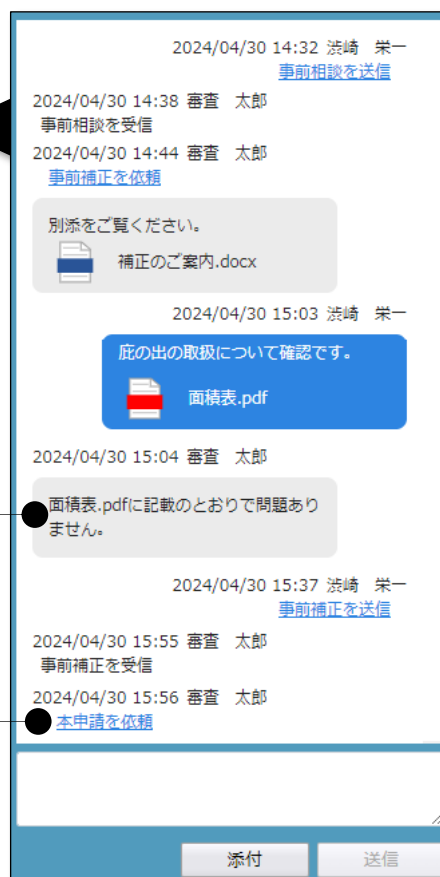 2024/04/30 14:32 渋崎　栄一
事前相談を送信
2024/04/30 14:38 審査　太郎
事前相談を受信
2024/04/30 14:44 審査　太郎
事前補正を依頼
別添をご覧ください。
補正のご案内.docx
2024/04/30 15:03 渋崎　栄一
庇の出の取扱について確認です。
面積表.pdf
2024/04/30 15:04 審査　太郎
面積表.pdfに記載のとおりで問題あり
ません。
2024/04/30 15:37 渋崎　栄一
事前補正を送信
2024/04/30 15:55 審査　太郎
事前補正を受信
2024/04/30 15:56 審査　太郎
本申請を依頼
添付
送信